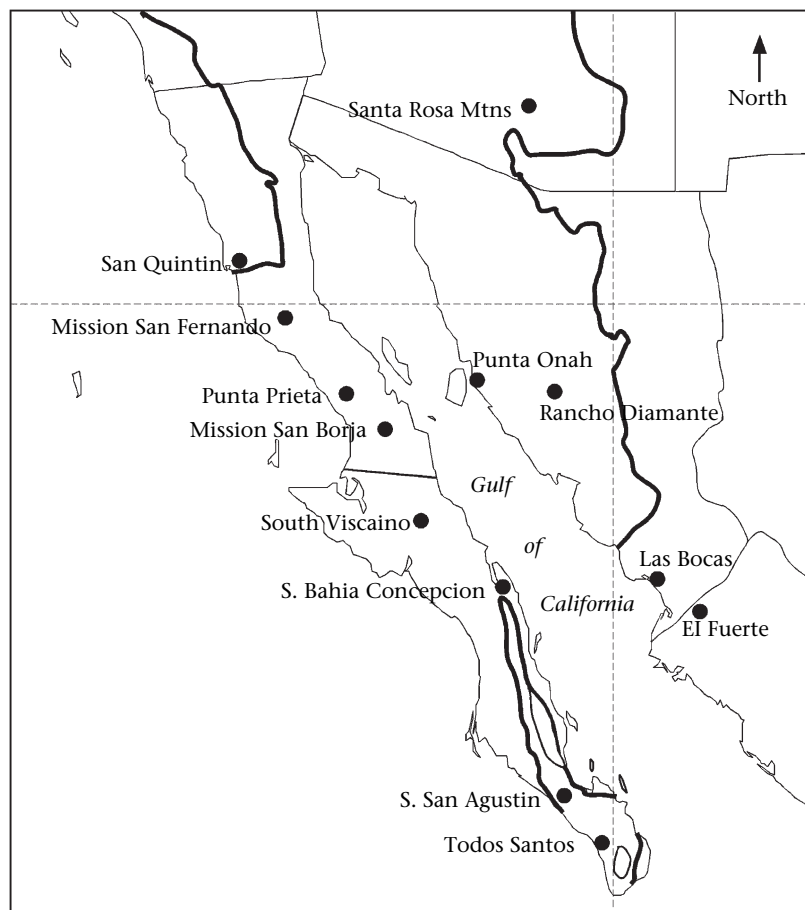 North
Santa Rosa Mtns
San Quintin
Mission San Fernando
Punta Onah
Punta Prieta
Rancho Diamante
Mission San Borja
Gulf
South Viscaino
of
Las Bocas
S. Bahia Concepcion
California
El Fuerte
S. San Agustin
Todos Santos